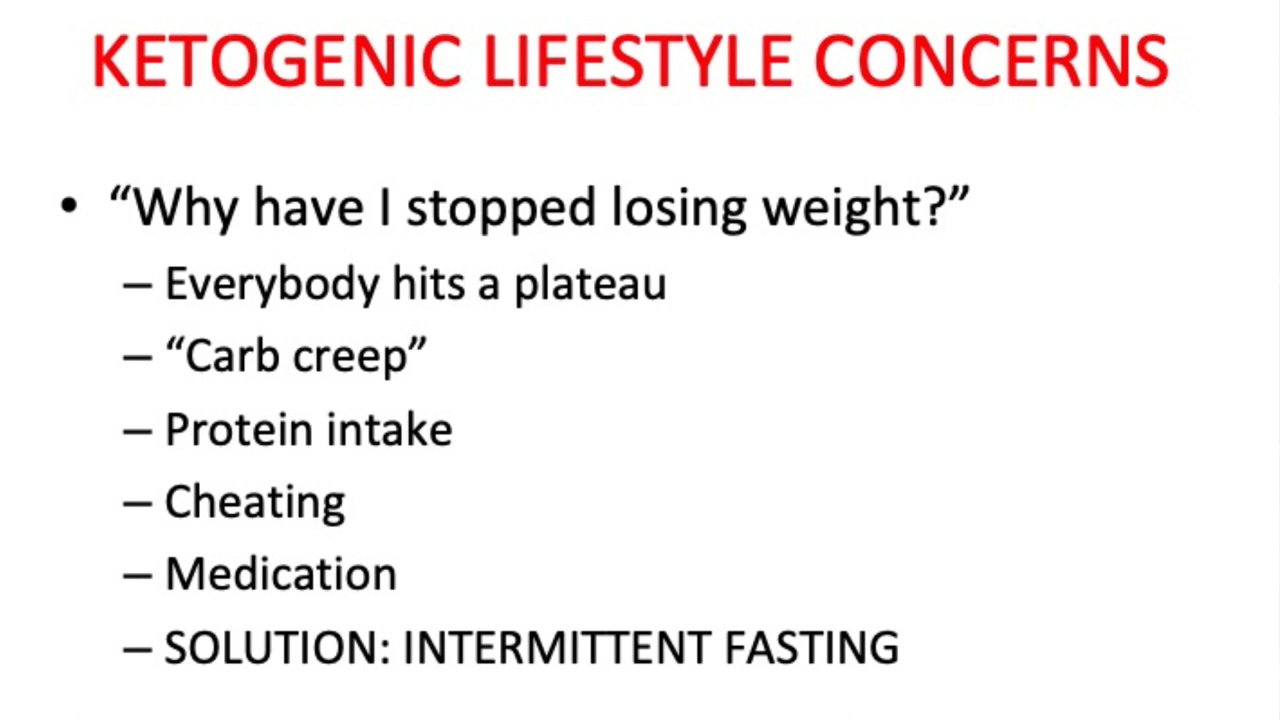 KETOGENIC LIFESTYLE CONCERNS
• “Why have I stopped losing weight?”
– Everybody hits a plateau
– “Carb creep”
– Protein intake
– Cheating
– Medication
– SOLUTION: INTERMITTENT FASTING